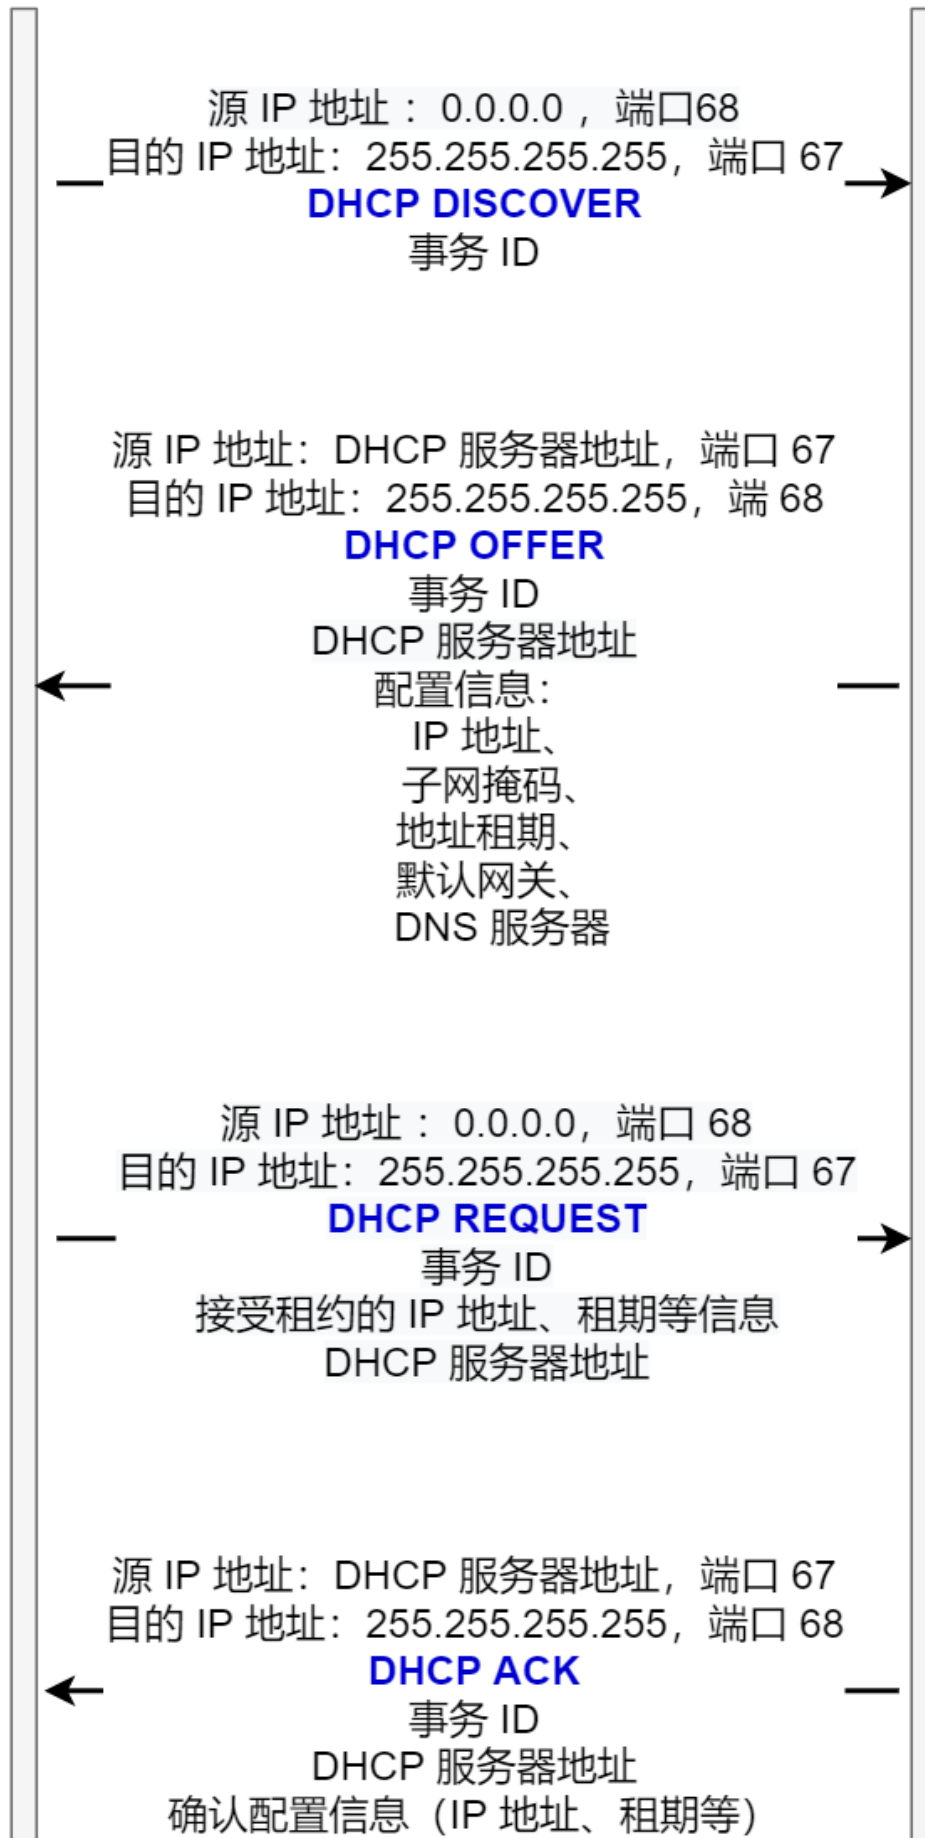 源 IP 地址 ：0.0.0.0 ，端口68
目的 IP 地址：255.255.255.255，端口 67
DHCP DISCOVER
事务 ID
源 IP 地址：DHCP 服务器地址，端口 67
目的 IP 地址：255.255.255.255，端 68
DHCP OFFER
事务 ID
DHCP 服务器地址
配置信息：
IP 地址、
子网掩码、
地址租期、
默认网关、
DNS 服务器
源 IP 地址 ：0.0.0.0，端口 68
目的 IP 地址：255.255.255.255，端口 67
DHCP REQUEST
事务 ID
接受租约的 IP 地址、租期等信息
DHCP 服务器地址
源 IP 地址：DHCP 服务器地址，端口 67
目的 IP 地址：255.255.255.255，端口 68
DHCP ACK
事务 ID
DHCP 服务器地址
确认配置信息（IP 地址、租期等）